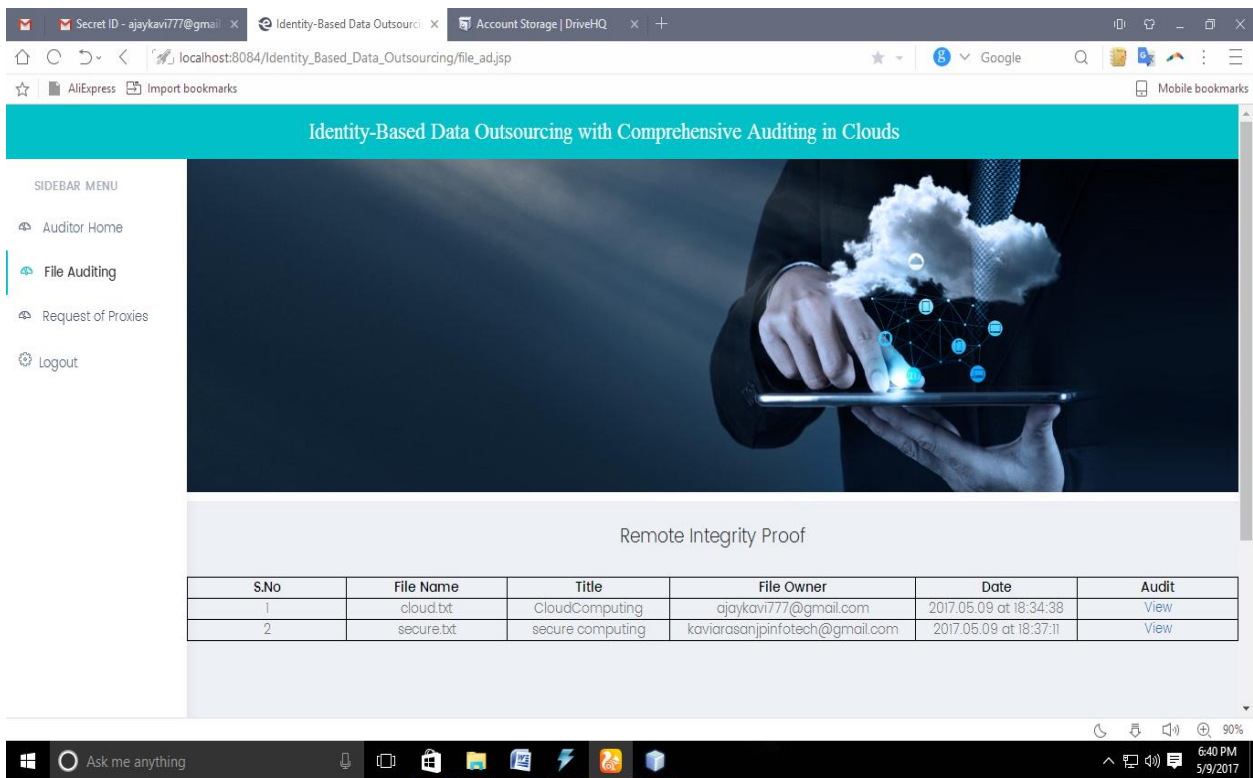 Secret ID - ajaykavi777@gmail
Identity-Based Data Outsourci
Account Storage | DriveHQ
localhost:8084/Identity_Based_Data_Outsourcing/file_ad.jsp
Google
AliExpress Import bookmarks
Mobile bookmarks
Identity-Based Data Outsourcing with Comprehensive Auditing in Clouds
SIDEBAR MENU
Auditor Home
File Auditing
Request of Proxies
Logout
Remote Integrity Proof
S.No File Name Title File Owner Date Audit
1 cloud.txt CloudComputing ajaykavi777@gmail.com 2017.05.09 at 18:34:38 View
2 secure.txt secure computing kaviarasanjpinfotech@gmail.com 2017.05.09 at 18:37:11 View
90%
Ask me anything
6:40 PM
5/9/2017